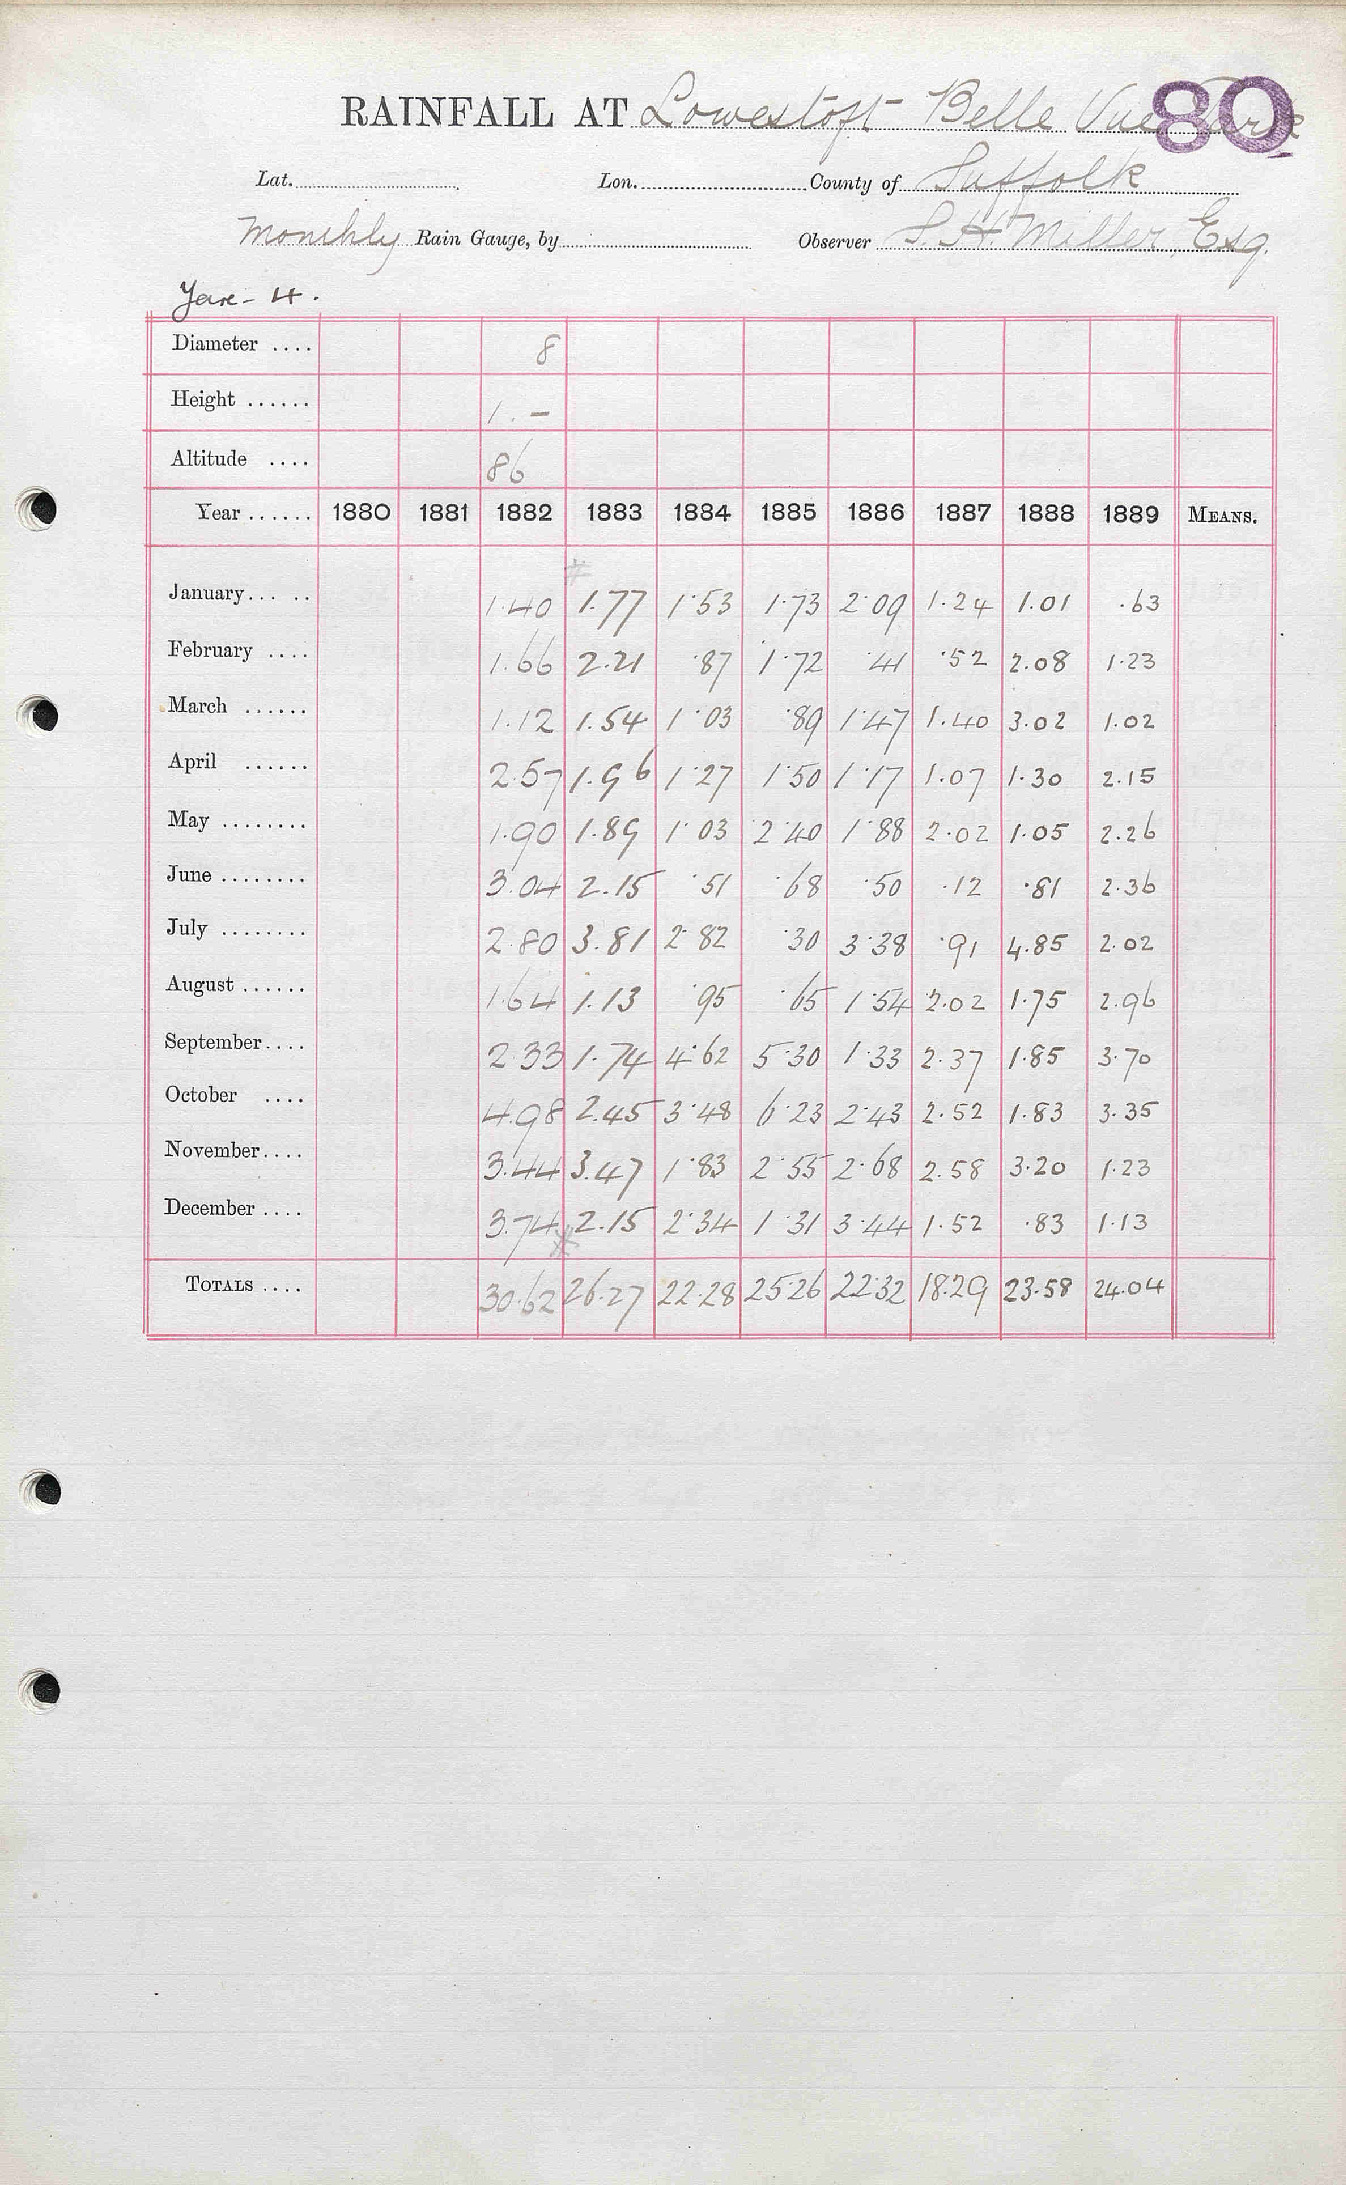 RAINFALL AT Lowestoft Belle Vue Park
80
Lat. Lon. County of Suffolk
Monthly Rain Gauge, by Observer S. H. Miller, Esq.
Yare - 4.
Diameter .... 8
Height ...... 1. -
Altitude .... 86
Year ...... 1880 1881 1882 1883 1884 1885 1886 1887 1888 1889 MEANS.
January... .. 1.40 1.77 1.53 1.73 2.09 1.24 1.01 .63
February .... 1.66 2.21 .87 1.72 .41 .52 2.08 1.23
March ...... 1.12 1.54 1.03 .89 1.47 1.40 3.02 1.02
April ...... 2.57 1.96 1.27 1.50 1.17 1.07 1.30 2.15
May ........ 1.90 1.89 1.03 2.40 1.88 2.02 1.05 2.26
June ........ 3.04 2.15 .51 .68 .50 .12 .81 2.36
July ........ 2.80 3.81 2.82 .30 3.38 .91 4.85 2.02
August ...... 1.64 1.13 .95 .65 1.54 2.02 1.75 2.96
September.... 2.33 1.74 4.62 5.30 1.33 2.37 1.85 3.70
October .... 4.98 2.45 3.48 6.23 2.43 2.52 1.83 3.35
November.... 3.44 3.47 1.83 2.55 2.68 2.58 3.20 1.23
December .... 3.74 2.15 2.34 1.31 3.44 1.52 .83 1.13
TOTALS .... 30.62 26.27 22.28 25.26 22.32 18.29 23.58 24.04